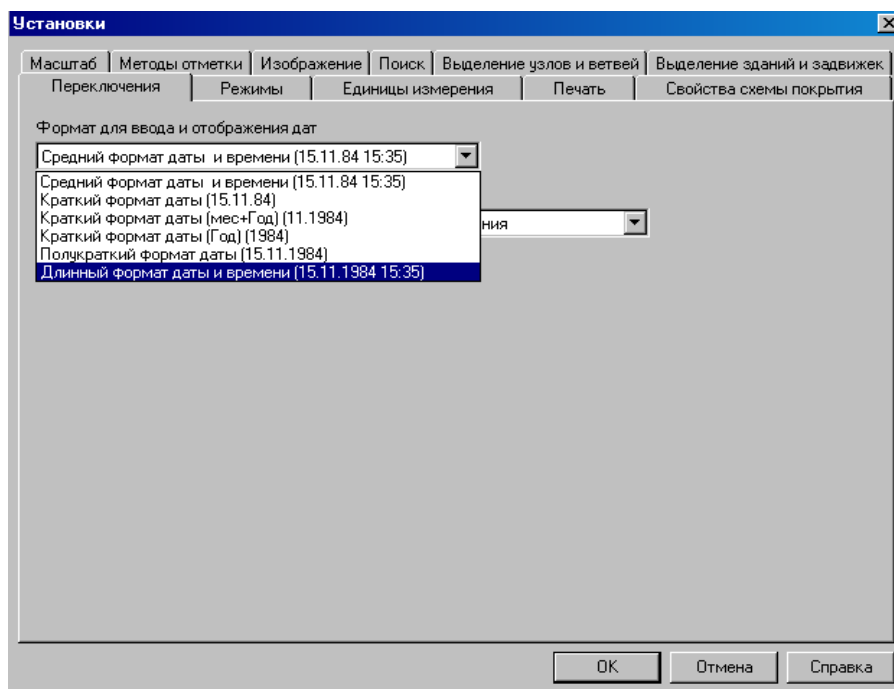 Установки
Масштаб Методы отметки Изображение Поиск Выделение узлов и ветвей Выделение зданий и задвижек
Переключения Режимы Единицы измерения Печать Свойства схемы покрытия
Формат для ввода и отображения дат
Средний формат даты и времени (15.11.84 15:35)
Средний формат даты и времени (15.11.84 15:35)
Краткий формат даты (15.11.84)
Краткий формат даты (мес+Год) (11.1984)
ния
Краткий формат даты (Год) (1984)
Полукраткий формат даты (15.11.1984)
Длинный формат даты и времени (15.11.1984 15:35)
OK Отмена Справка